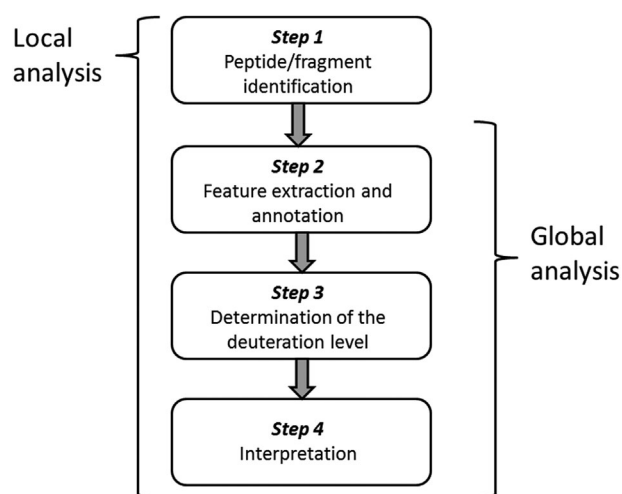 Local
analysis
Step 1
Peptide/fragment
identification
Step 2
Feature extraction and
annotation
Global
analysis
Step 3
Determination of the
deuteration level
Step 4
Interpretation